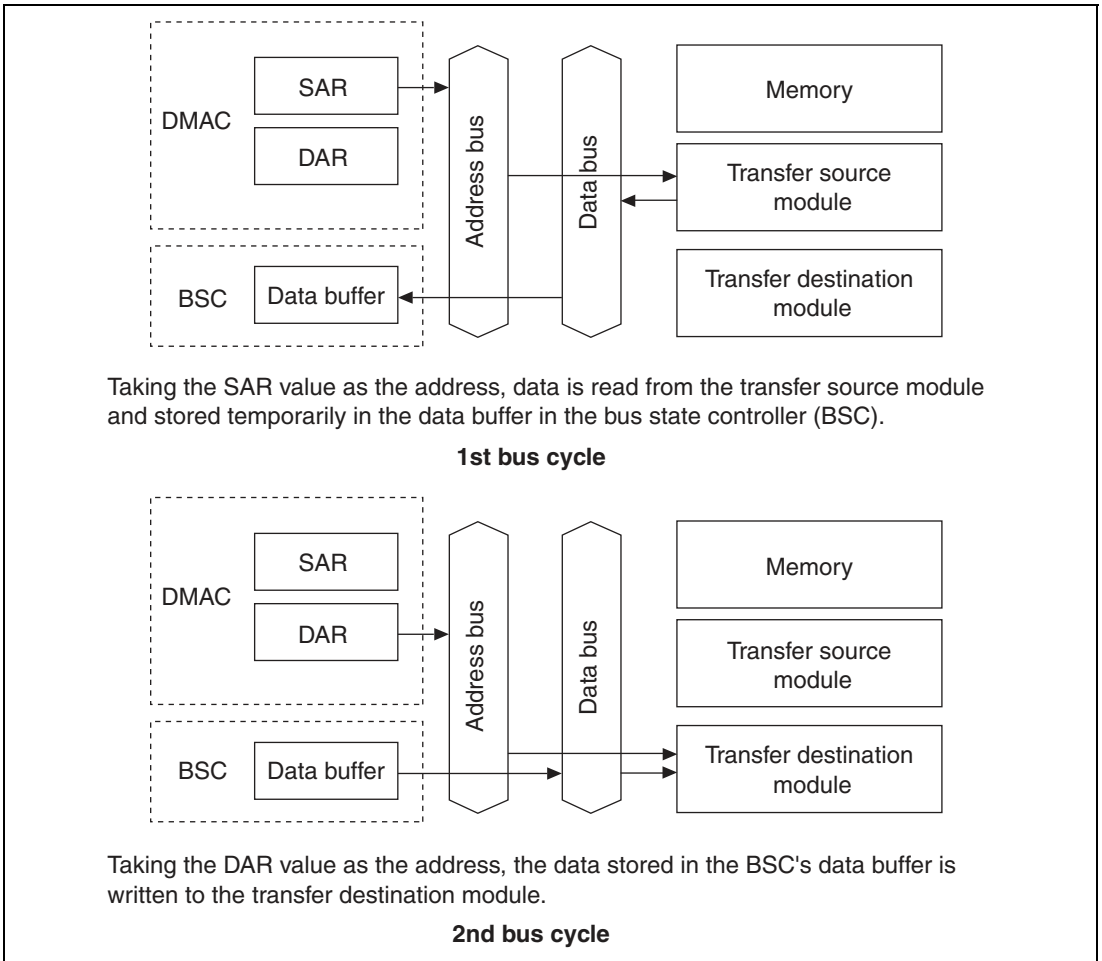 DMAC
SAR
DAR
BSC
Data buffer
Address bus
Data bus
Memory
Transfer source
module
Transfer destination
module
Taking the SAR value as the address, data is read from the transfer source module
and stored temporarily in the data buffer in the bus state controller (BSC).
1st bus cycle
DMAC
SAR
DAR
BSC
Data buffer
Address bus
Data bus
Memory
Transfer source
module
Transfer destination
module
Taking the DAR value as the address, the data stored in the BSC's data buffer is
written to the transfer destination module.
2nd bus cycle